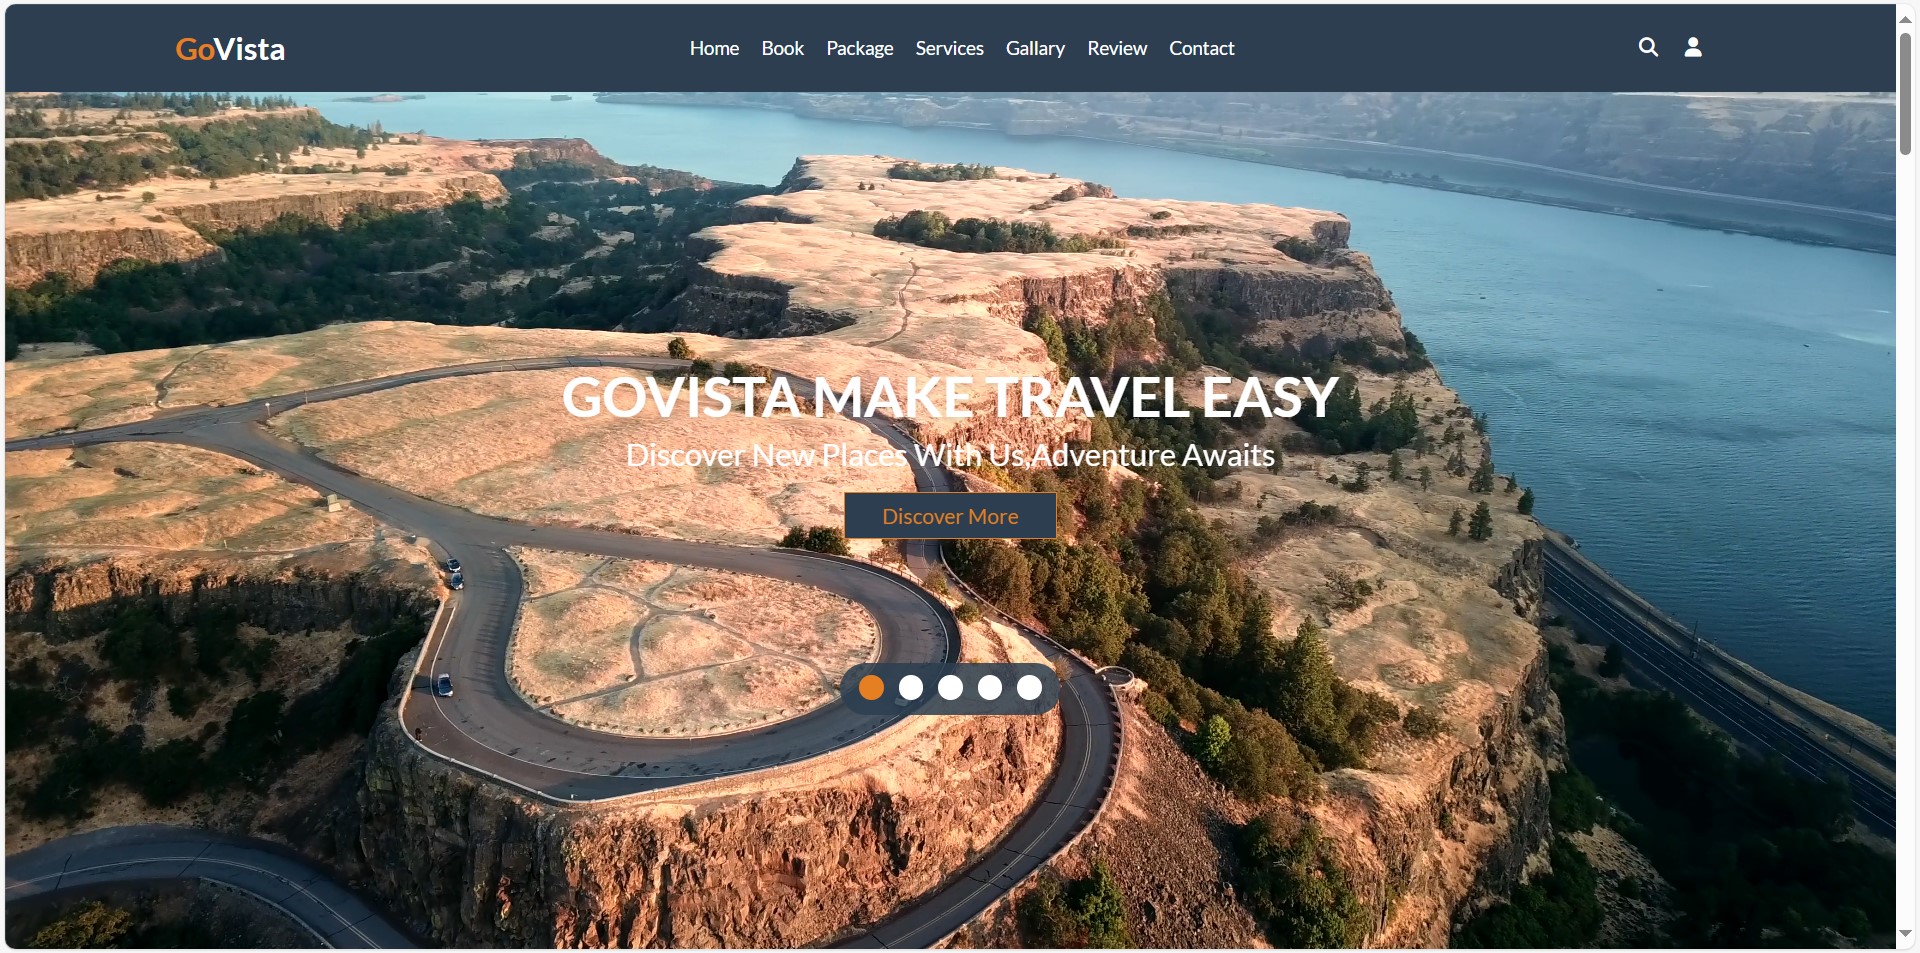 GoVista
Home Book Package Services Gallary Review Contact
GOVISTA MAKE TRAVEL EASY
Discover New Places With Us,Adventure Awaits
Discover More